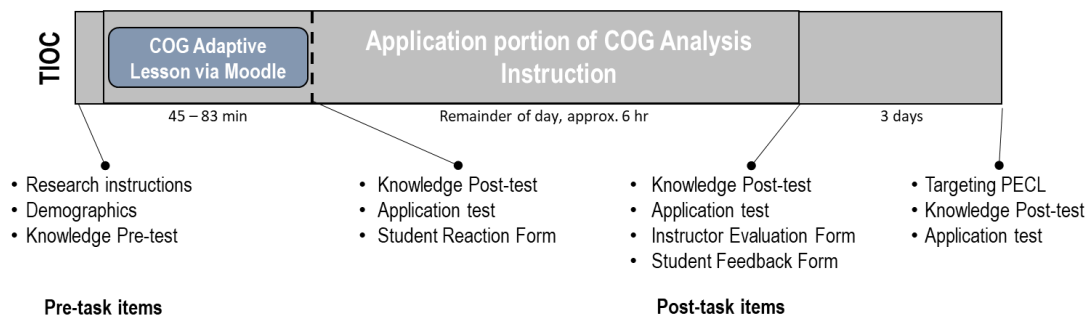 TIOC
COG Adaptive
Lesson via Moodle
Application portion of COG Analysis
Instruction
45 – 83 min
Remainder of day, approx. 6 hr
3 days
• Research instructions
• Demographics
• Knowledge Pre-test
• Knowledge Post-test
• Application test
• Student Reaction Form
• Knowledge Post-test
• Application test
• Instructor Evaluation Form
• Student Feedback Form
• Targeting PECL
• Knowledge Post-test
• Application test
Pre-task items
Post-task items